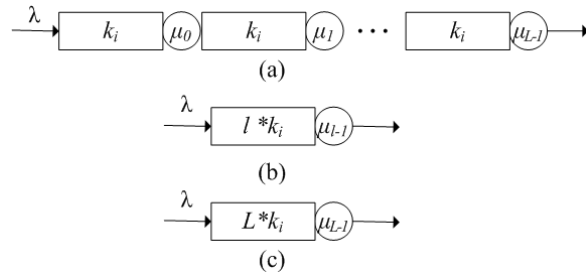 λ k_i μ_0 k_i μ_1 ··· k_i μ_{L-1}
(a)
λ l *k_i μ_{l-1}
(b)
λ L*k_i μ_{L-1}
(c)